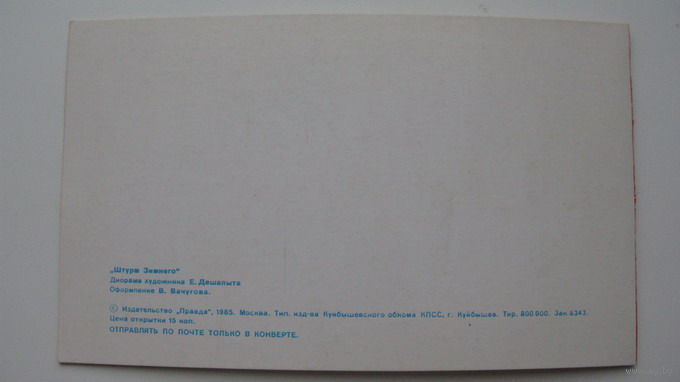 „Штурм Зимнего"
Диорама художника Е. Дешалыта
Оформление В. Вачугова.
© Издательство „Правда", 1985. Москва. Тип. изд-ва Куйбышевского обкома КПСС, г. Куйбышев. Тир. 800 000. Зак 6343.
Цена открытки 15 коп.
ОТПРАВЛЯТЬ ПО ПОЧТЕ ТОЛЬКО В КОНВЕРТЕ.